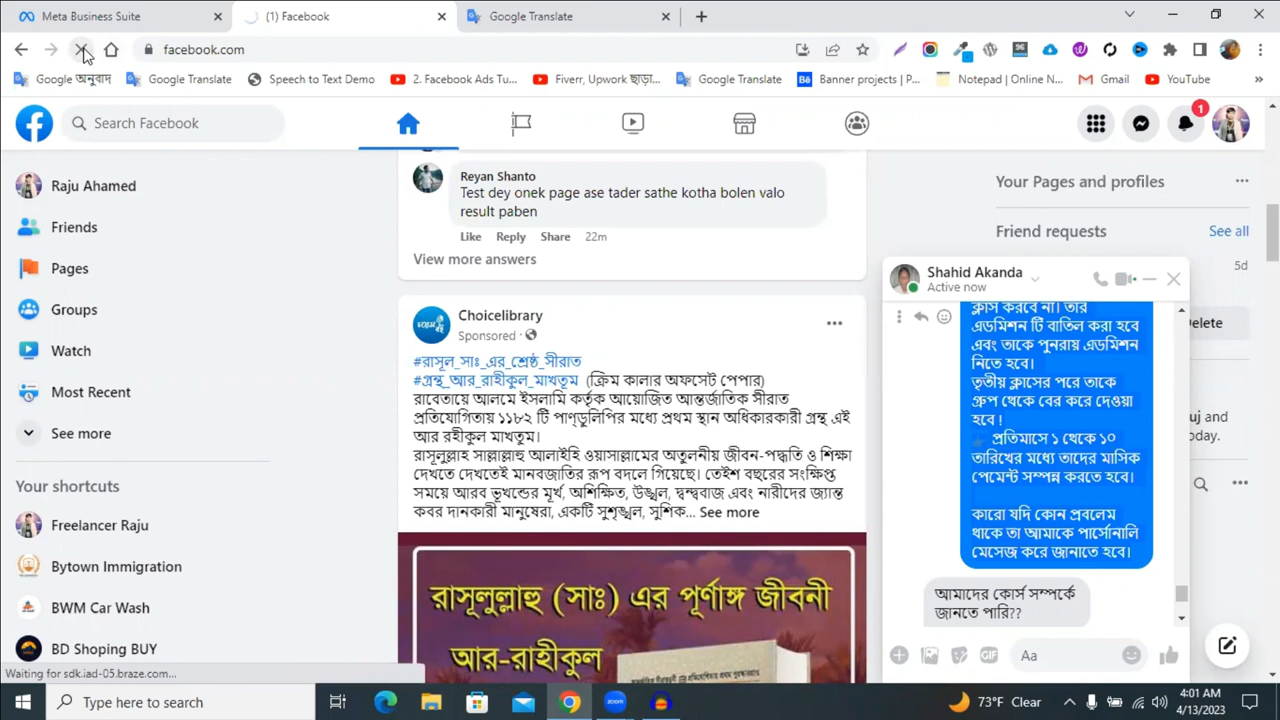 Meta Business Suite
(1) Facebook
Google Translate
facebook.com
Google অনুবাদ
Google Translate
Speech to Text Demo
2. Facebook Ads Tu...
Fiverr, Upwork ছাড়া...
Google Translate
Banner projects | P...
Notepad | Online N...
Gmail
YouTube
96
Search Facebook
1
Raju Ahamed
Friends
Pages
Groups
Watch
Most Recent
See more
Your shortcuts
Freelancer Raju
Bytown Immigration
BWM Car Wash
BD Shoping BUY
Waiting for sdk.iad-05.braze.com...
Reyan Shanto
Test dey onek page ase tader sathe kotha bolen valo
result paben
Like Reply Share 22m
View more answers
Choicelibrary
Sponsored
#রাসূল_সাঃ_এর_শ্রেষ্ঠ_সীরাত
#গ্রন্থ_আর_রাহীকুল_মাখতূম (ক্রিম কালার অফসেট পেপার)
রাবেতায়ে আলমে ইসলামি কর্তৃক আয়োজিত আন্তর্জাতিক সীরাত
প্রতিযোগিতায় ১১৮২ টি পাণ্ডুলিপির মধ্যে প্রথম স্থান অধিকারকারী গ্রন্থ এই
আর রহীকুল মাখতূম।
রাসূলুল্লাহ সাল্লাল্লাহু আলাইহি ওয়াসাল্লামের অতুলনীয় জীবন-পদ্ধতি ও শিক্ষা
দেখতে দেখতেই মানবজাতির রূপ বদলে গিয়েছে। তেইশ বছরের সংক্ষিপ্ত
সময়ে আরব ভূখন্ডের মূর্খ, অশিক্ষিত, উঙ্খল, দ্বন্দ্ববাজ এবং নারীদের জ্যান্ত
কবর দানকারী মানুষেরা, একটি সুশৃঙ্খল, সুশিক... See more
রাসূলুল্লাহ (সাঃ) এর পূর্ণাঙ্গ জীবনী
আর-রাহীকুল
Your Pages and profiles
Friend requests
See all
5d
Delete
uj and
oday.
Shahid Akanda
Active now
ক্লাস করবে না। তার
এডমিশন টি বাতিল করা হবে
এবং তাকে পুনরায় এডমিশন
নিতে হবে।
তৃতীয় ক্লাসের পরে তাকে
গ্রুপ থেকে বের করে দেওয়া
হবে !
👉 প্রতিমাসে ১ থেকে ১০
তারিখের মধ্যে তাদের মাসিক
পেমেন্ট সম্পন্ন করতে হবে।
কারো যদি কোন প্রবলেম
থাকে তা আমাকে পার্সোনালি
মেসেজ করে জানাতে হবে।
আমাদের কোর্স সম্পর্কে
জানতে পারি??
GIF
Aa
Type here to search
zoom
73°F Clear
4:01 AM
4/13/2023